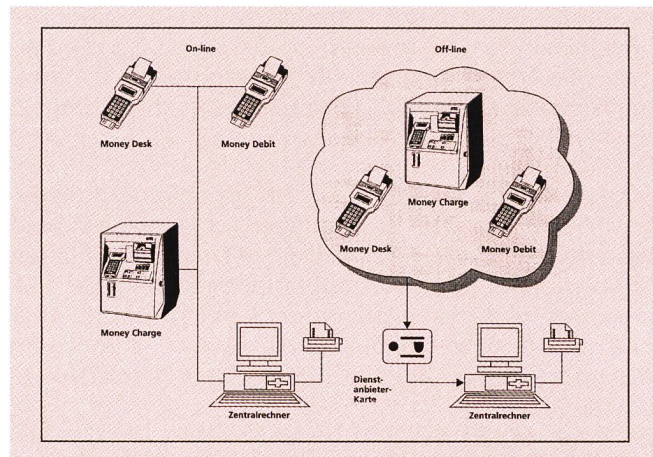 On-line
Off-line
Money Desk
Money Debit
Money Charge
Money Desk
Money Debit
Money Charge
Dienst-
anbieter-
Karte
Zentralrechner
Zentralrechner